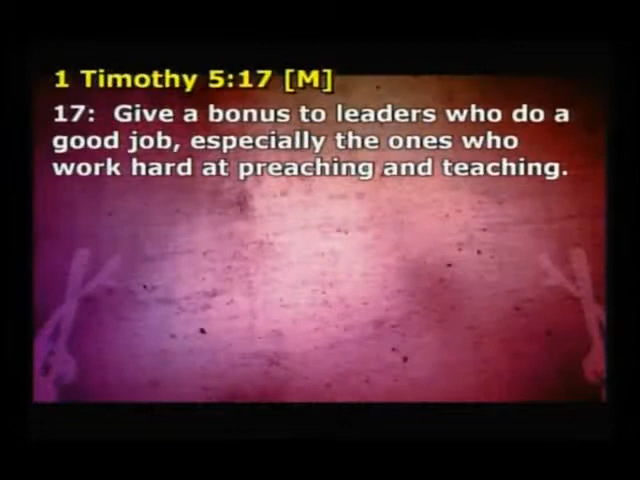 1 Timothy 5:17 [M]
17:  Give a bonus to leaders who do a
good job, especially the ones who
work hard at preaching and teaching.